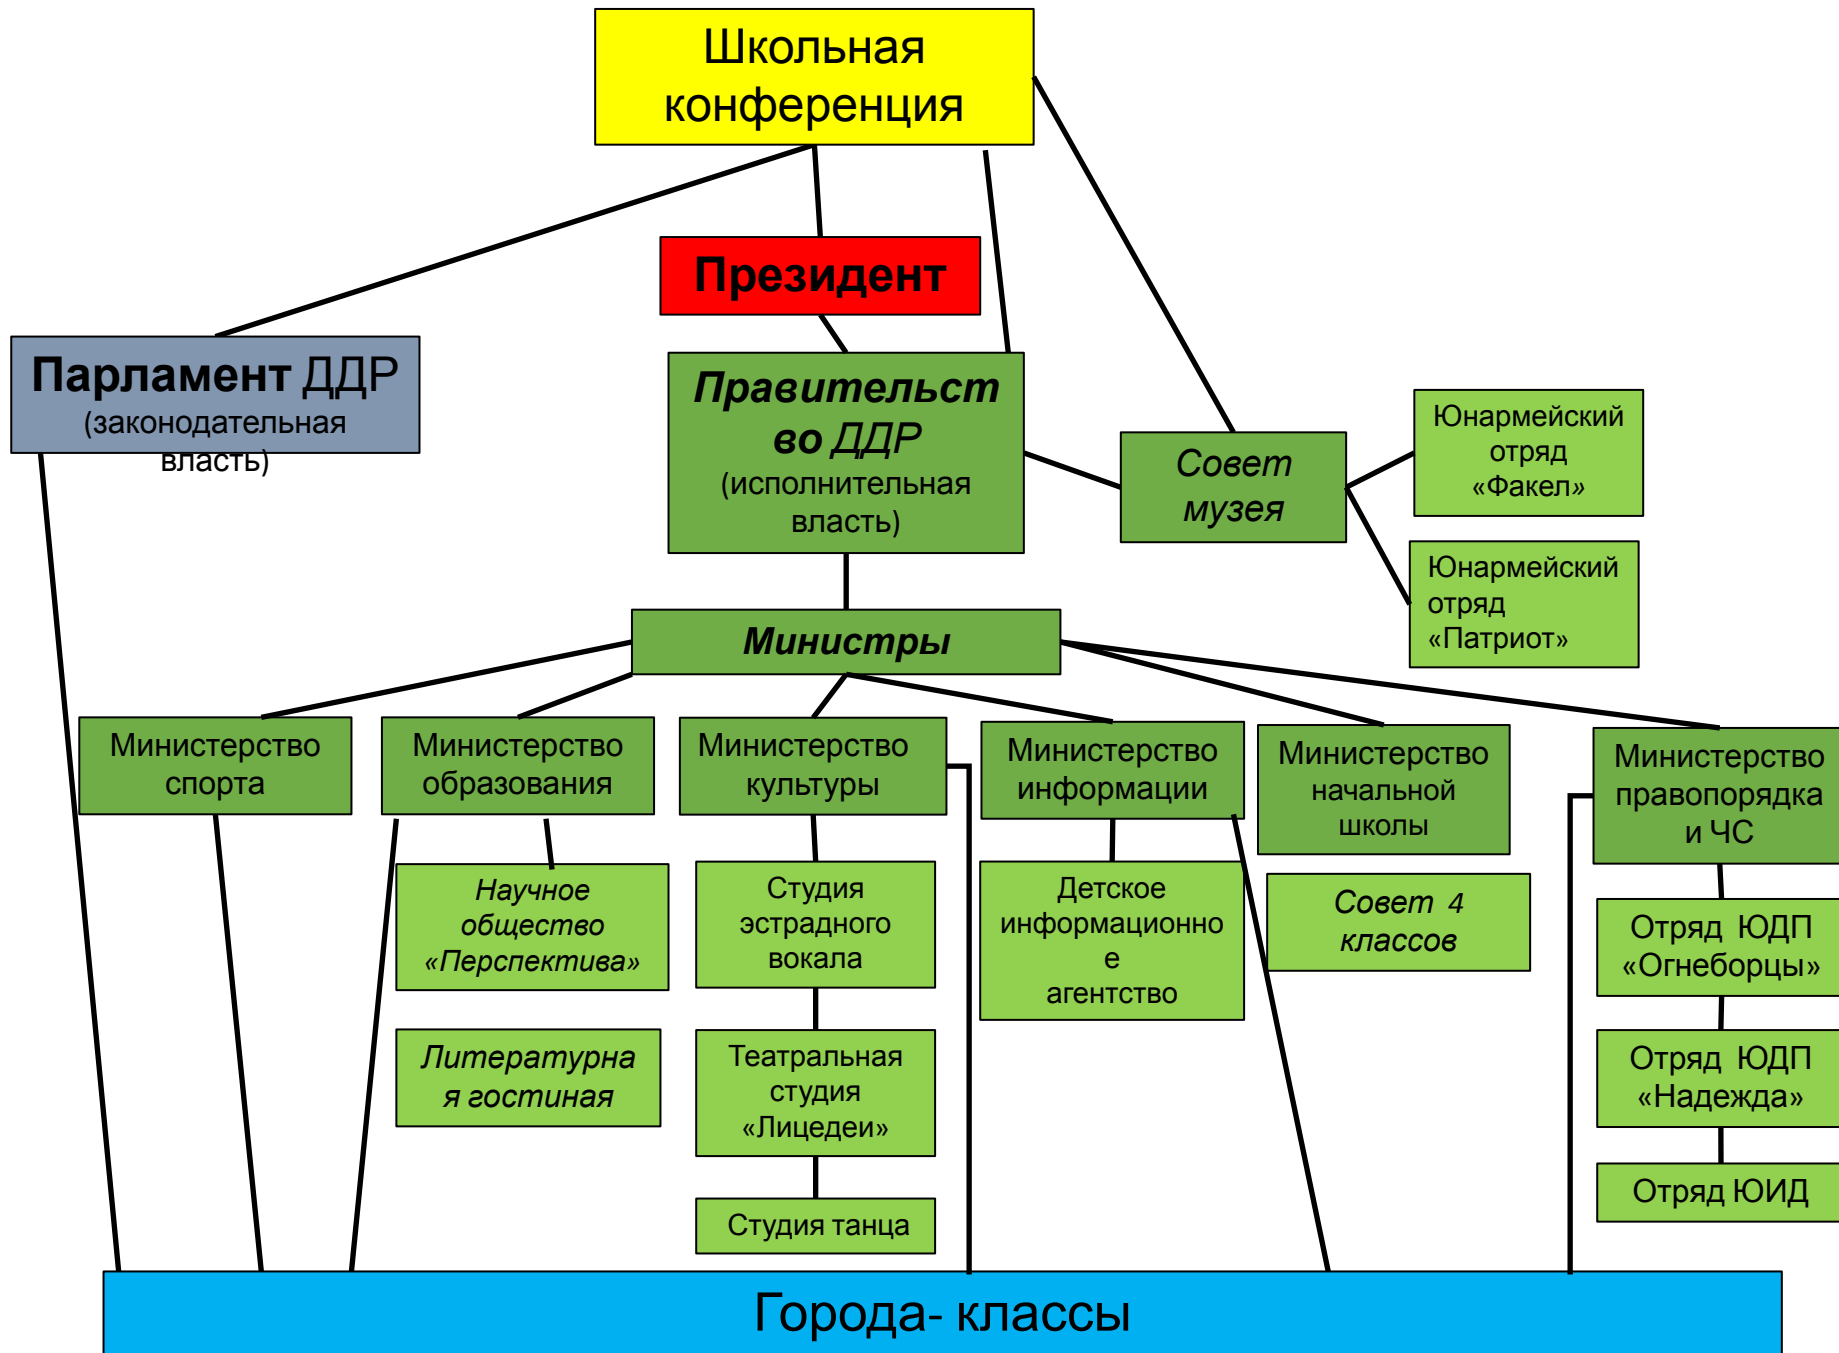 Школьная
конференция
Президент
Парламент ДДР
(законодательная
власть)
Правительст
во ДДР
(исполнительная
власть)
Совет
музея
Юнармейский
отряд
«Факел»
Юнармейский
отряд
«Патриот»
Министры
Министерство
спорта
Министерство
образования
Министерство
культуры
Министерство
информации
Министерство
начальной
школы
Министерство
правопорядка
и ЧС
Научное
общество
«Перспектива»
Литературна
я гостиная
Студия
эстрадного
вокала
Театральная
студия
«Лицедеи»
Студия танца
Детское
информационно
е
агентство
Совет 4
классов
Отряд ЮДП
«Огнеборцы»
Отряд ЮДП
«Надежда»
Отряд ЮИД
Города- классы